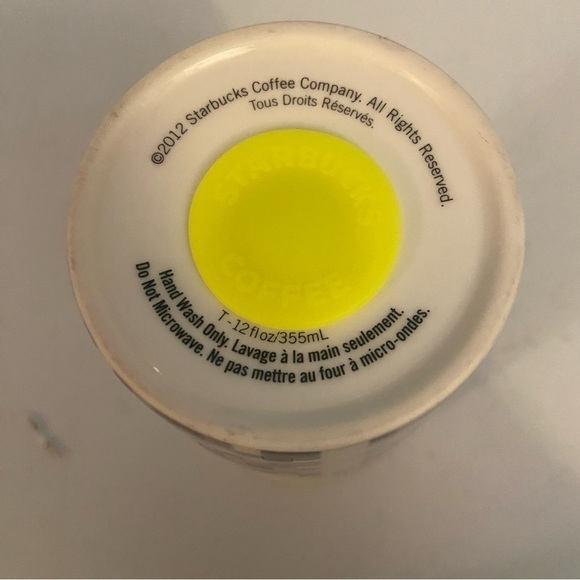 ©2012 Starbucks Coffee Company. All Rights Reserved.
Tous Droits Réservés.
STARBUCKS
COFFEE
T - 12 fl oz/355mL
Hand Wash Only. Lavage à la main seulement.
Do Not Microwave. Ne pas mettre au four à micro-ondes.